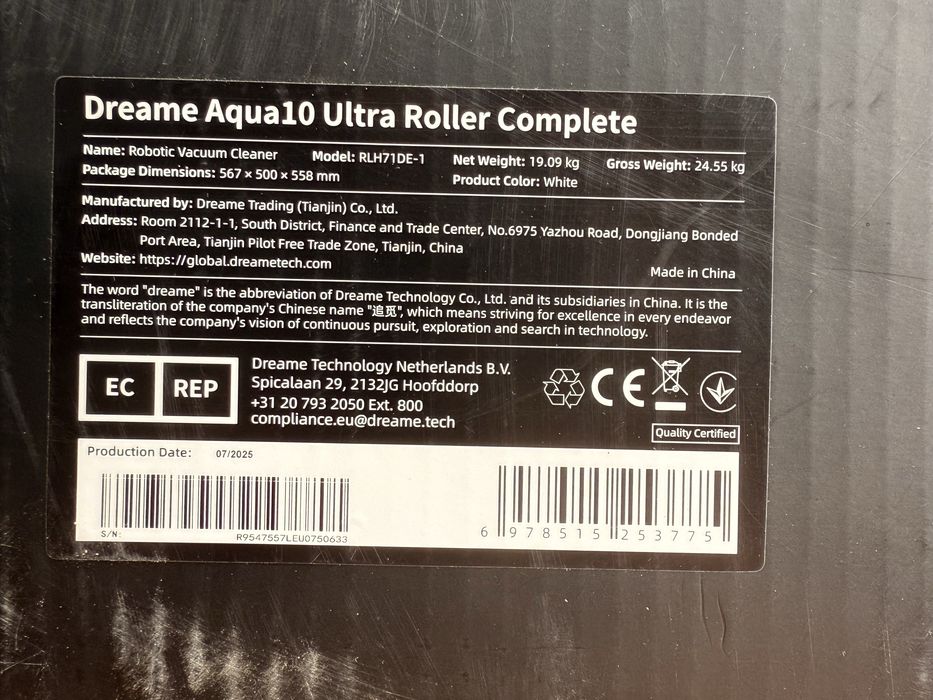 Dreame Aqua10 Ultra Roller Complete
Name: Robotic Vacuum Cleaner Model: RLH71DE-1 Net Weight: 19.09 kg Gross Weight: 24.55 kg
Package Dimensions: 567 × 500 × 558 mm Product Color: White
Manufactured by: Dreame Trading (Tianjin) Co., Ltd.
Address: Room 2112-1-1, South District, Finance and Trade Center, No.6975 Yazhou Road, Dongjiang Bonded
Port Area, Tianjin Pilot Free Trade Zone, Tianjin, China
Website: https://global.dreametech.com
Made in China
The word "dreame" is the abbreviation of Dreame Technology Co., Ltd. and its subsidiaries in China. It is the
transliteration of the company's Chinese name "追觅", which means striving for excellence in every endeavor
and reflects the company's vision of continuous pursuit, exploration and search in technology.
EC REP
Dreame Technology Netherlands B.V.
Spicalaan 29, 2132JG Hoofddorp
+31 20 793 2050 Ext. 800
compliance.eu@dreame.tech
CE
Quality Certified
Production Date: 07/2025
S/N: R9547557LEU0750633
6 978515 253775